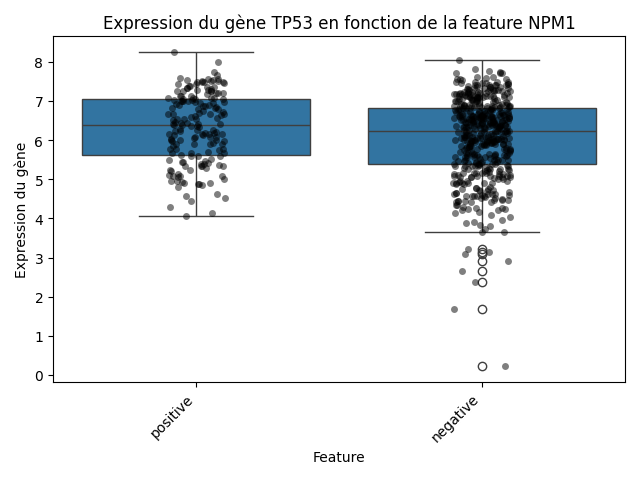 Expression du gène TP53 en fonction de la feature NPM1
Expression du gène
8
7
6
5
4
3
2
1
0
positive
negative
Feature